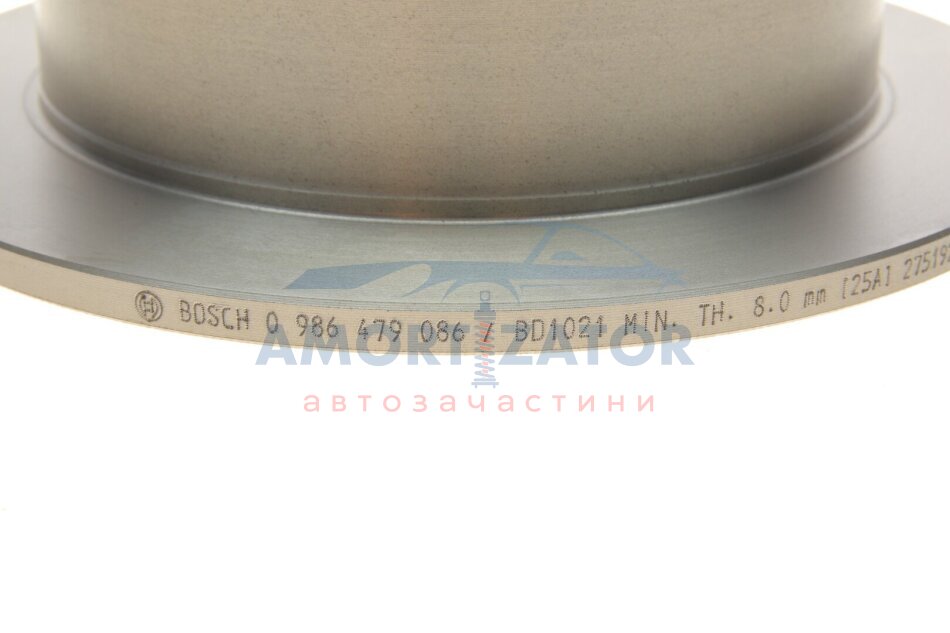 BOSCH 0 986 479 086 / BD1021 MIN. TH. 8.0 mm [25A]
AMORTIZATOR
автозачастини